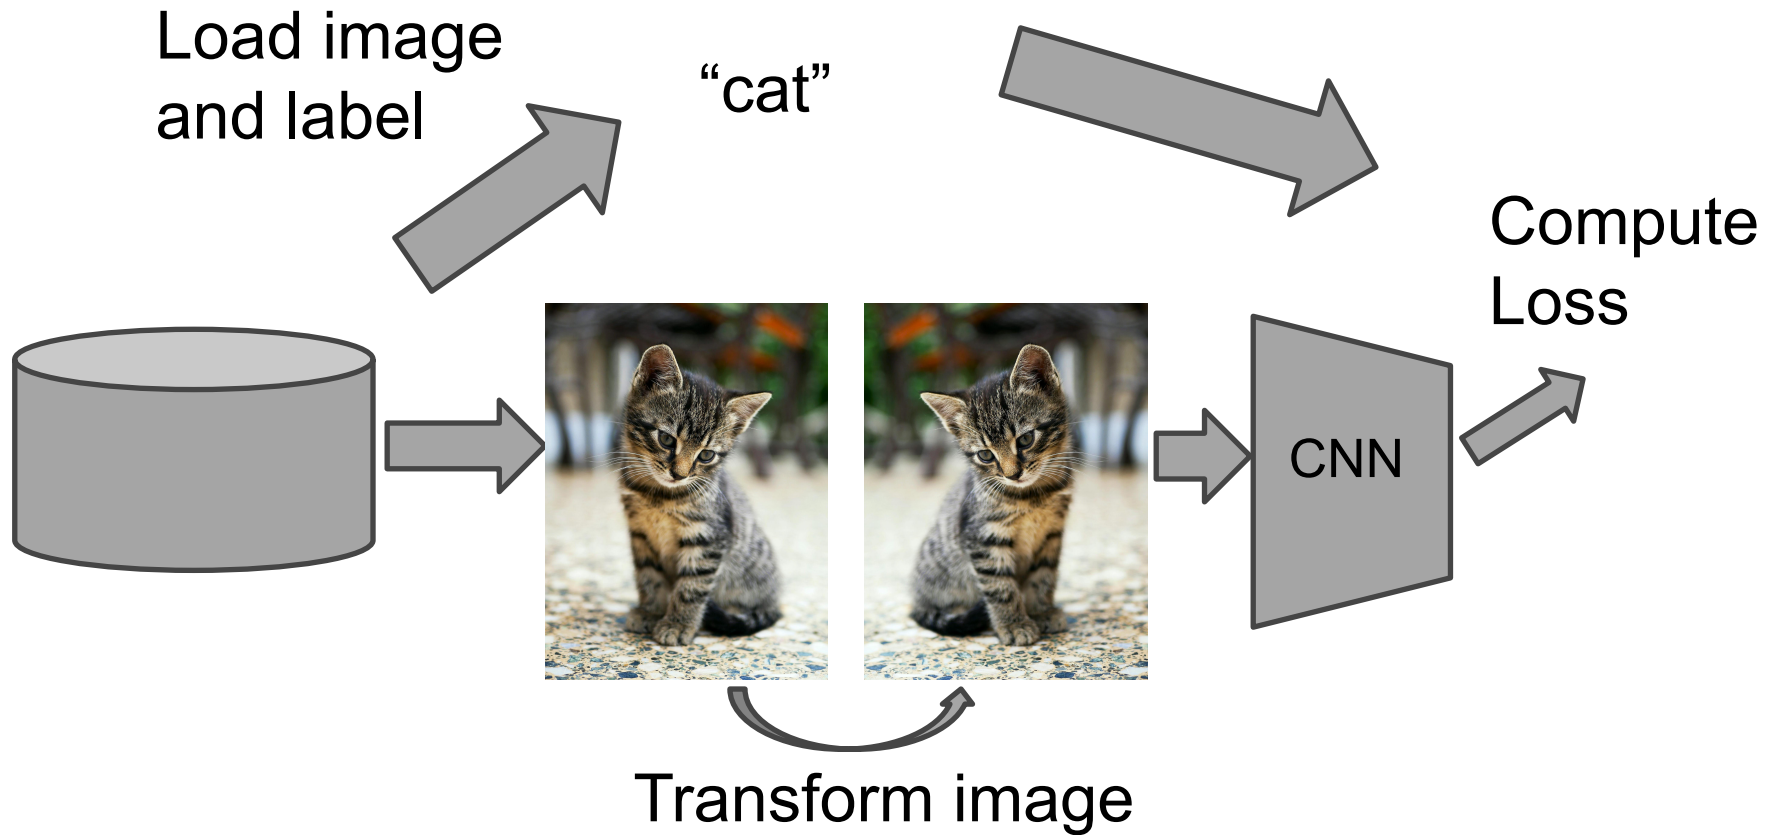 Load image
and label
“cat”
Compute
Loss
CNN
Transform image